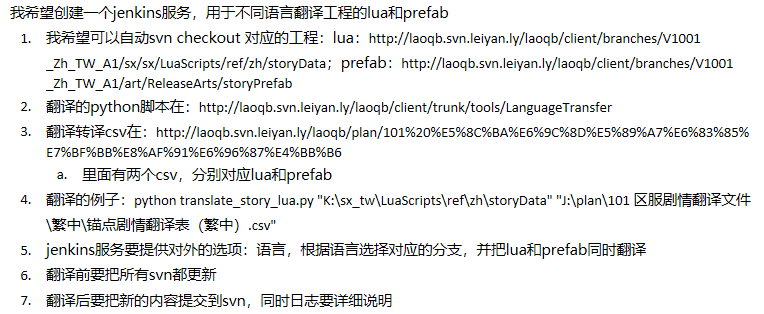 我希望创建一个jenkins服务，用于不同语言翻译工程的lua和prefab
1. 我希望可以自动svn checkout 对应的工程：lua：http://laoqb.svn.leiyan.ly/laoqb/client/branches/V1001
_Zh_TW_A1/sx/sx/LuaScripts/ref/zh/storyData；prefab：http://laoqb.svn.leiyan.ly/laoqb/client/branches/V1001
_Zh_TW_A1/art/ReleaseArts/storyPrefab
2. 翻译的python脚本在：http://laoqb.svn.leiyan.ly/laoqb/client/trunk/tools/LanguageTransfer
3. 翻译转译csv在：http://laoqb.svn.leiyan.ly/laoqb/plan/101%20%E5%8C%BA%E6%9C%8D%E5%89%A7%E6%83%85%
E7%BF%BB%E8%AF%91%E6%96%87%E4%BB%B6
a. 里面有两个csv，分别对应lua和prefab
4. 翻译的例子：python translate_story_lua.py "K:\sx_tw\LuaScripts\ref\zh\storyData" "J:\plan\101 区服剧情翻译文件
\繁中\锚点剧情翻译表（繁中）.csv"
5. jenkins服务要提供对外的选项：语言，根据语言选择对应的分支，并把lua和prefab同时翻译
6. 翻译前要把所有svn都更新
7. 翻译后要把新的内容提交到svn，同时日志要详细说明